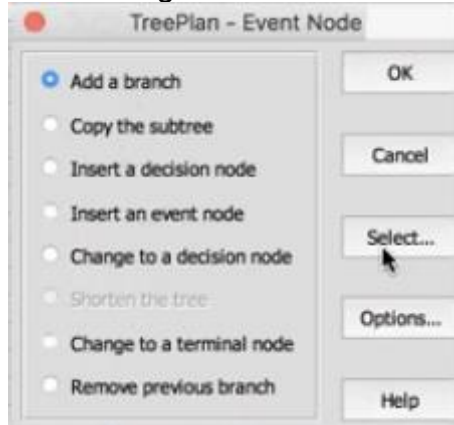 TreePlan - Event Node
Add a branch
Copy the subtree
Insert a decision node
Insert an event node
Change to a decision node
Shorten the tree
Change to a terminal node
Remove previous branch
OK
Cancel
Select...
Options...
Help